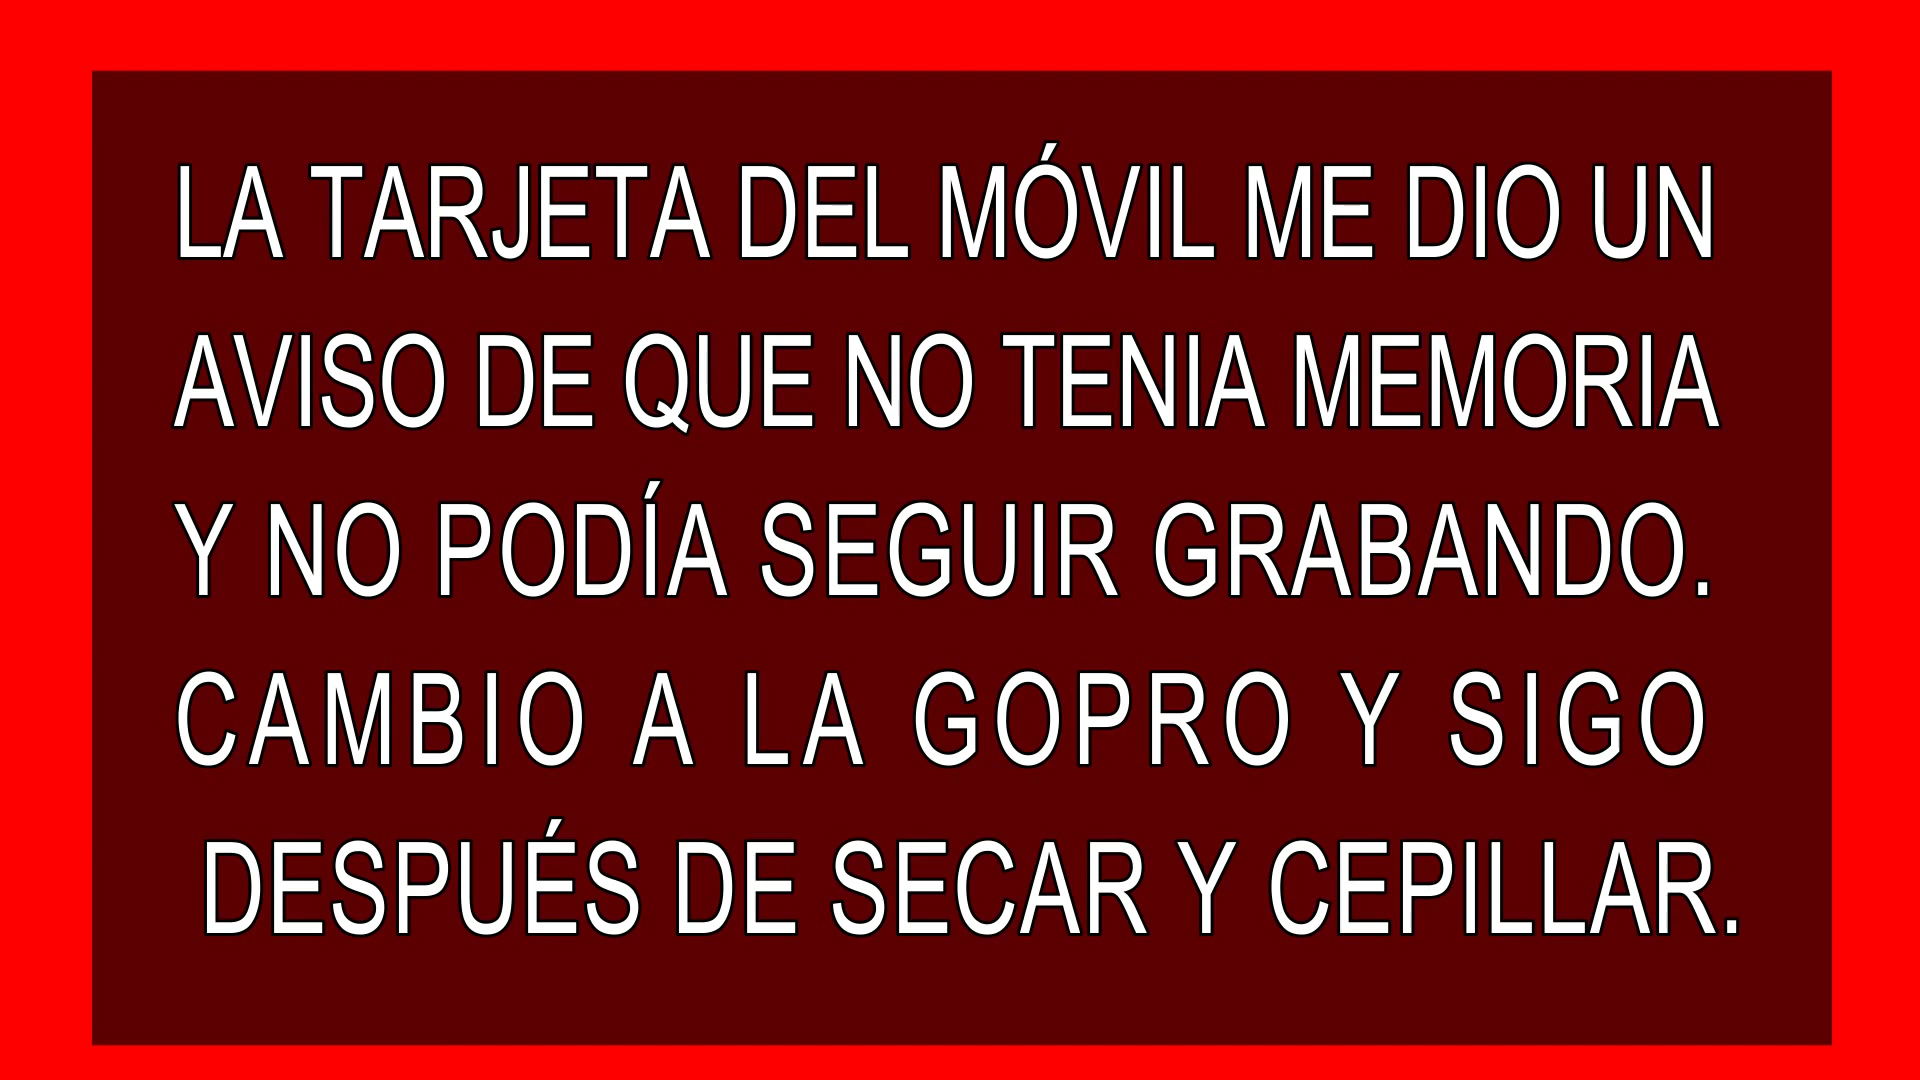 LA TARJETA DEL MÓVIL ME DIO UN
AVISO DE QUE NO TENIA MEMORIA
Y NO PODÍA SEGUIR GRABANDO.
CAMBIO A LA GOPRO Y SIGO
DESPUÉS DE SECAR Y CEPILLAR.